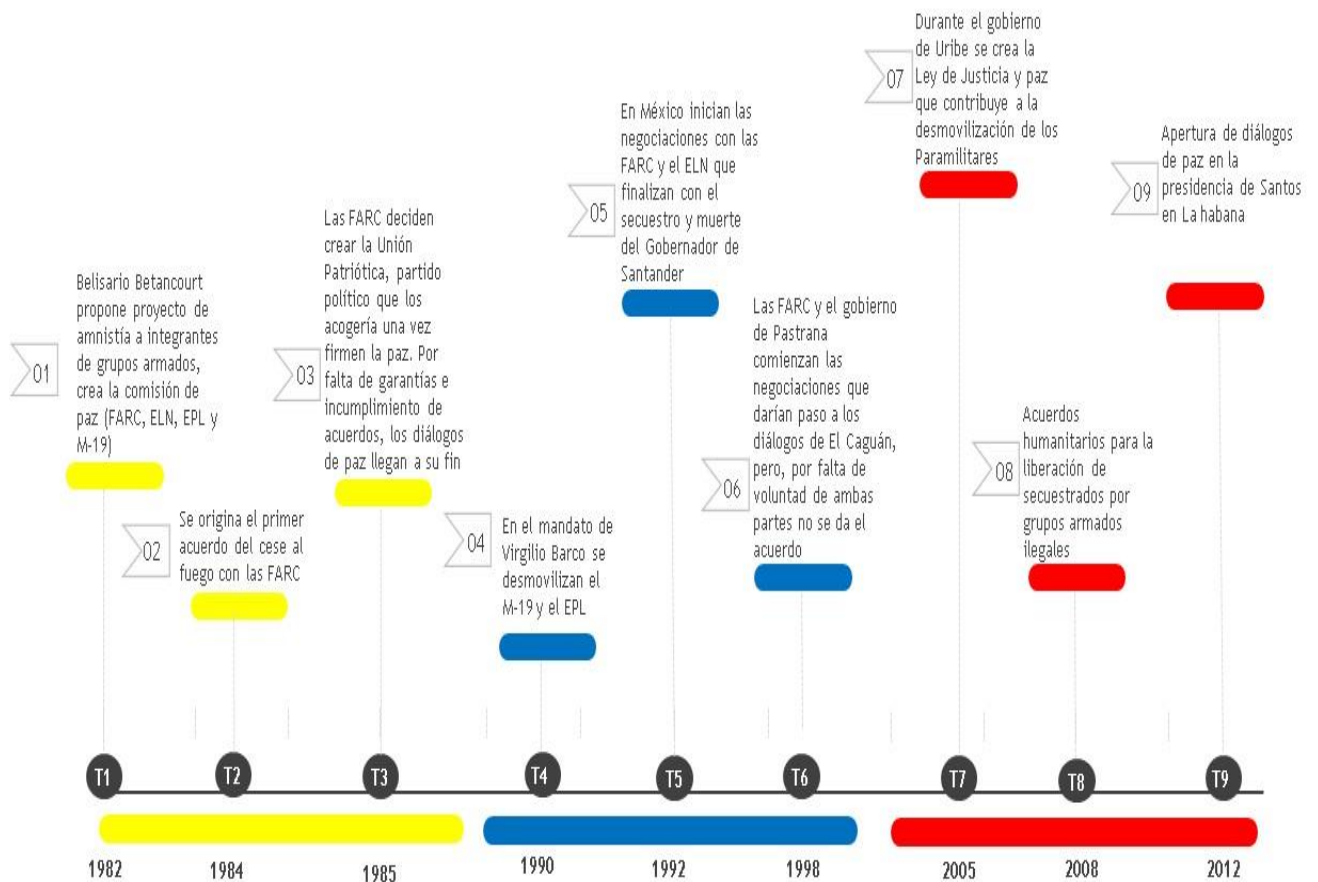 01
Belisario Betancourt
propone proyecto de
amnistía a integrantes
de grupos armados,
crea la comisión de
paz (FARC, ELN, EPL y
M-19)
02
Se origina el primer
acuerdo del cese al
fuego con las FARC
03
Las FARC deciden
crear la Unión
Patriótica, partido
político que los
acogería una vez
firmen la paz. Por
falta de garantías e
incumplimiento de
acuerdos, los diálogos
de paz llegan a su fin
04
En el mandato de
Virgilio Barco se
desmovilizan el
M-19 y el EPL
05
En México inician las
negociaciones con las
FARC y el ELN que
finalizan con el
secuestro y muerte
del Gobernador de
Santander
06
Las FARC y el gobierno
de Pastrana
comienzan las
negociaciones que
darían paso a los
diálogos de El Caguán,
pero, por falta de
voluntad de ambas
partes no se da el
acuerdo
07
Durante el gobierno
de Uribe se crea la
Ley de Justicia y paz
que contribuye a la
desmovilización de los
Paramilitares
08
Acuerdos
humanitarios para la
liberación de
secuestrados por
grupos armados
ilegales
09
Apertura de diálogos
de paz en la
presidencia de Santos
en La habana
T1 T2 T3 T4 T5 T6 T7 T8 T9
1982 1984 1985 1990 1992 1998 2005 2008 2012